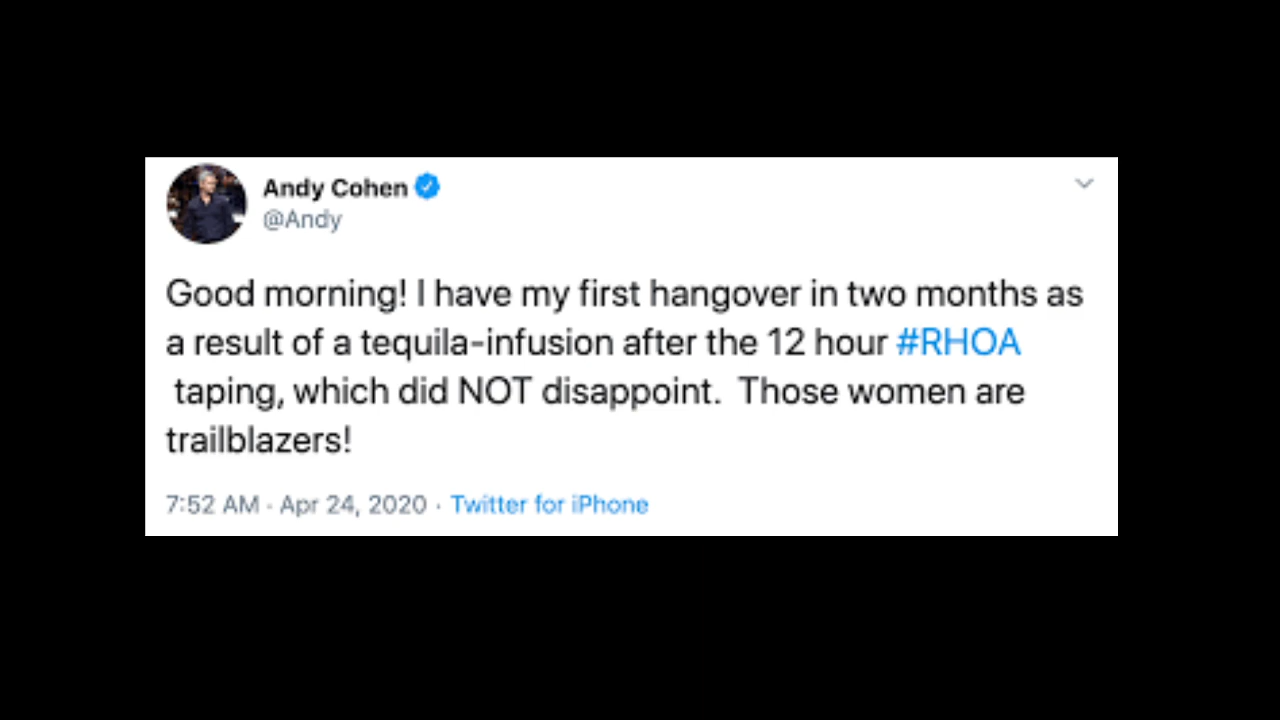 Andy Cohen
@Andy
Good morning! I have my first hangover in two months as
a result of a tequila-infusion after the 12 hour #RHOA
taping, which did NOT disappoint.  Those women are
trailblazers!
7:52 AM · Apr 24, 2020 · Twitter for iPhone